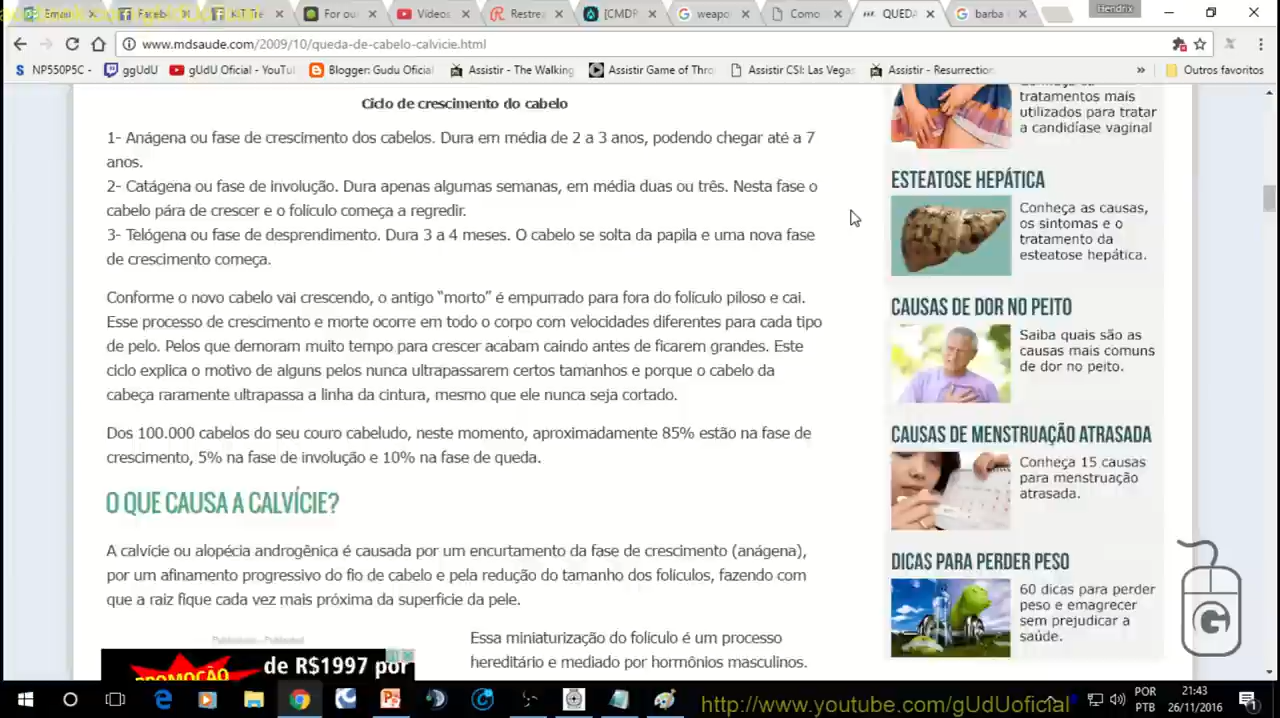 Email
Faceb
KIT Tre
For ou
Videos
Restre
[CMDP
weapo
Como
QUEDA
barba l
Hendrix
www.mdsaude.com/2009/10/queda-de-cabelo-calvicie.html
NP550P5C -
ggUdU
gUdU Oficial - YouTu
Blogger: Gudu Oficial
Assistir - The Walking
Assistir Game of Thro
Assistir CSI: Las Vegas
Assistir - Resurrection
»
Outros favoritos
Ciclo de crescimento do cabelo
1- Anágena ou fase de crescimento dos cabelos. Dura em média de 2 a 3 anos, podendo chegar até a 7
anos.
2- Catágena ou fase de involução. Dura apenas algumas semanas, em média duas ou três. Nesta fase o
cabelo pára de crescer e o folículo começa a regredir.
3- Telógena ou fase de desprendimento. Dura 3 a 4 meses. O cabelo se solta da papila e uma nova fase
de crescimento começa.
Conforme o novo cabelo vai crescendo, o antigo “morto” é empurrado para fora do folículo piloso e cai.
Esse processo de crescimento e morte ocorre em todo o corpo com velocidades diferentes para cada tipo
de pelo. Pelos que demoram muito tempo para crescer acabam caindo antes de ficarem grandes. Este
ciclo explica o motivo de alguns pelos nunca ultrapassarem certos tamanhos e porque o cabelo da
cabeça raramente ultrapassa a linha da cintura, mesmo que ele nunca seja cortado.
Dos 100.000 cabelos do seu couro cabeludo, neste momento, aproximadamente 85% estão na fase de
crescimento, 5% na fase de involução e 10% na fase de queda.
O QUE CAUSA A CALVÍCIE?
A calvície ou alopécia androgênica é causada por um encurtamento da fase de crescimento (anágena),
por um afinamento progressivo do fio de cabelo e pela redução do tamanho dos folículos, fazendo com
que a raiz fique cada vez mais próxima da superfície da pele.
Essa miniaturização do folículo é um processo
hereditário e mediado por hormônios masculinos.
PROMOÇÃO
de R$1997 por
tratamentos mais
utilizados para tratar
a candidíase vaginal
ESTEATOSE HEPÁTICA
Conheça as causas,
os sintomas e o
tratamento da
esteatose hepática.
CAUSAS DE DOR NO PEITO
Saiba quais são as
causas mais comuns
de dor no peito.
CAUSAS DE MENSTRUAÇÃO ATRASADA
Conheça 15 causas
para menstruação
atrasada.
DICAS PARA PERDER PESO
60 dicas para perder
peso e emagrecer
sem prejudicar a
saúde.
G
http://www.youtube.com/gUdUoficial
POR
PTB
21:43
26/11/2016